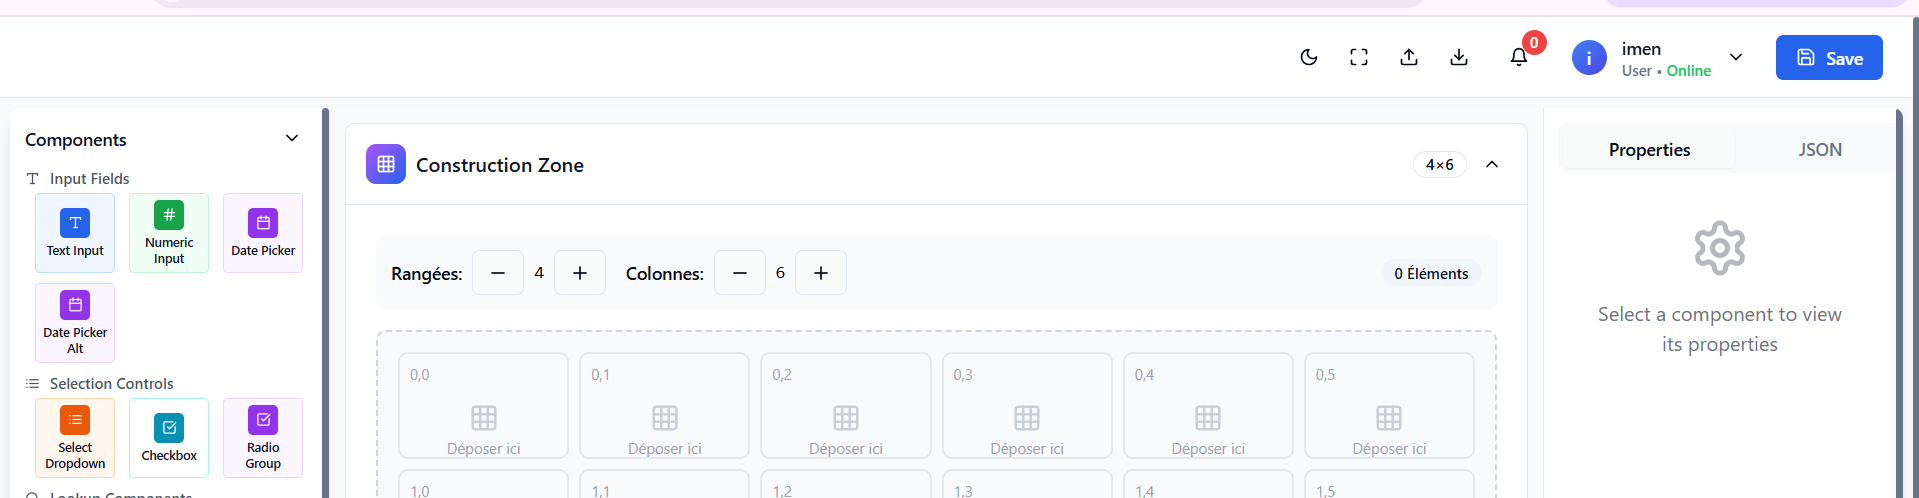 0
i
imen
User • Online
Save
Components
Input Fields
Text Input
Numeric
Input
Date Picker
Date Picker
Alt
Selection Controls
Select
Dropdown
Checkbox
Radio
Group
Lookup Components
Construction Zone
4×6
Rangées:
4
Colonnes:
6
0 Éléments
0,0
0,1
0,2
0,3
0,4
0,5
Déposer ici
Déposer ici
Déposer ici
Déposer ici
Déposer ici
Déposer ici
1,0
1,1
1,2
1,3
1,4
1,5
Properties
JSON
Select a component to view
its properties